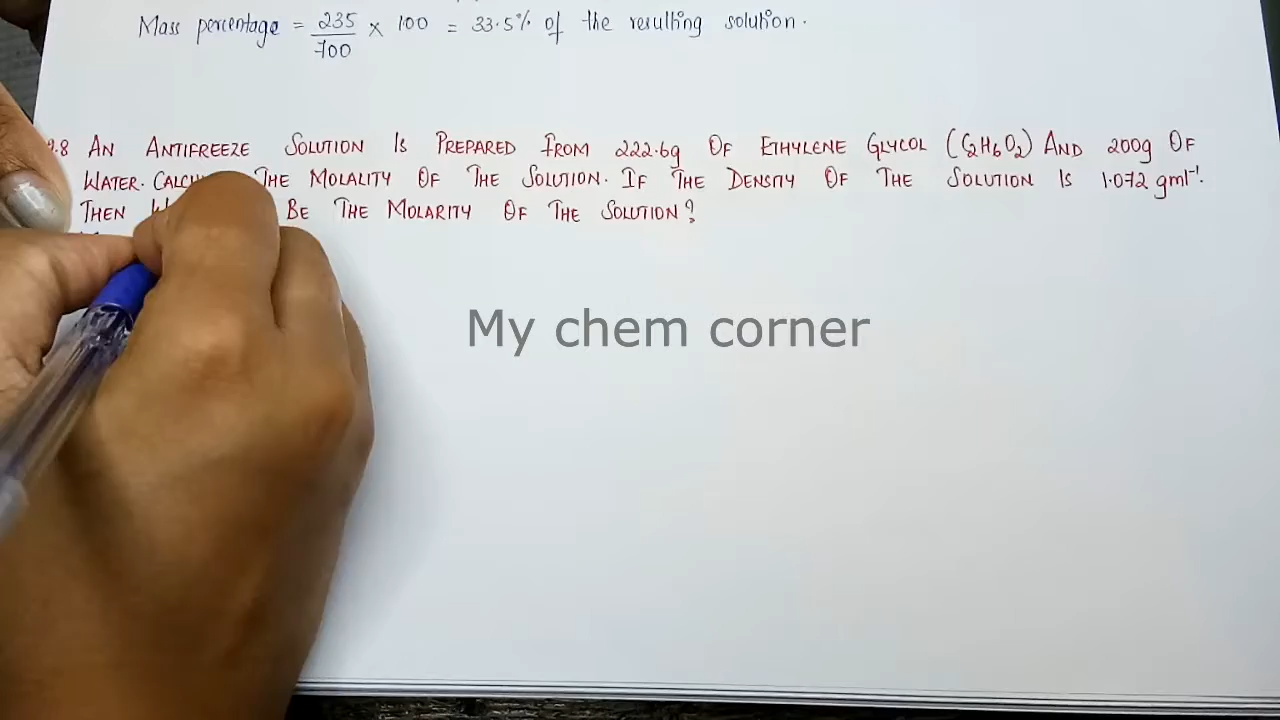 Mass percentage = 235/700 × 100 = 33.5% of the resulting solution.
.8 AN ANTIFREEZE SOLUTION IS PREPARED FROM 222.6g OF ETHYLENE GLYCOL (C₂H₆O₂) AND 200g OF
WATER. THE MOLALITY OF THE SOLUTION. IF THE DENSITY OF THE SOLUTION IS 1.072 gml⁻¹.
THEN BE THE MOLARITY OF THE SOLUTION?
My chem corner